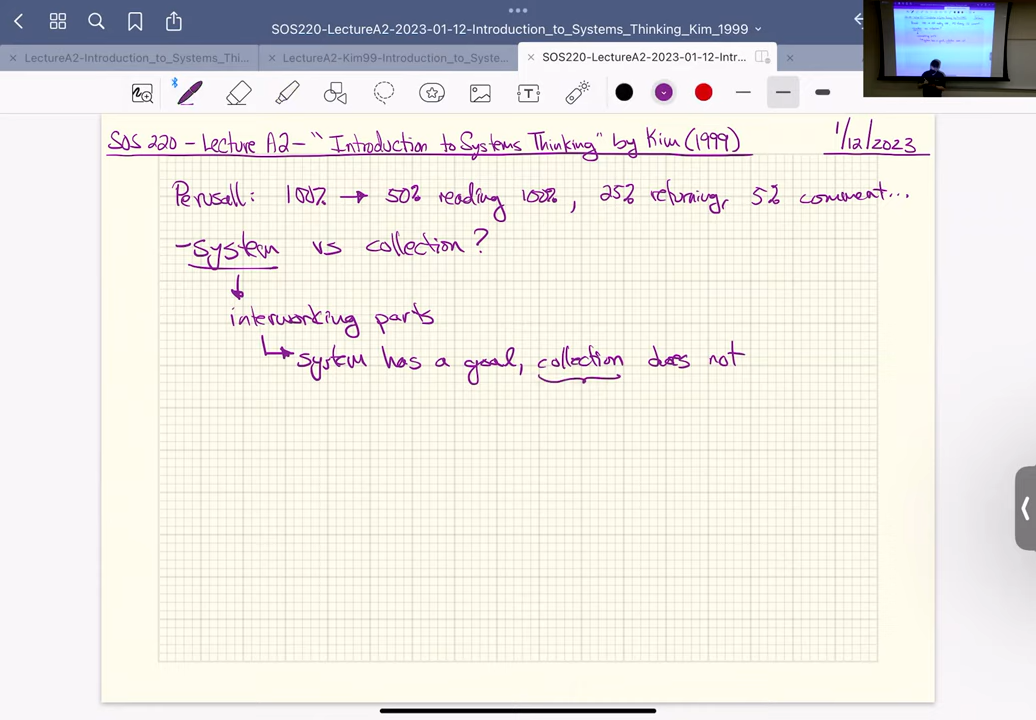 SOS220-LectureA2-2023-01-12-Introduction_to_Systems_Thinking_Kim_1999
LectureA2-Introduction_to_Systems_Thi...
LectureA2-Kim99-Introduction_to_Syste...
SOS220-LectureA2-2023-01-12-Intr...
SOS 220 - Lecture A2 - "Introduction to Systems Thinking" by Kim (1999) 1/12/2023
Perusall: 100% → 50% reading 100%, 25% returning, 5% comment...
- system vs collection?
↓
interworking parts
↳ system has a goal, collection does not